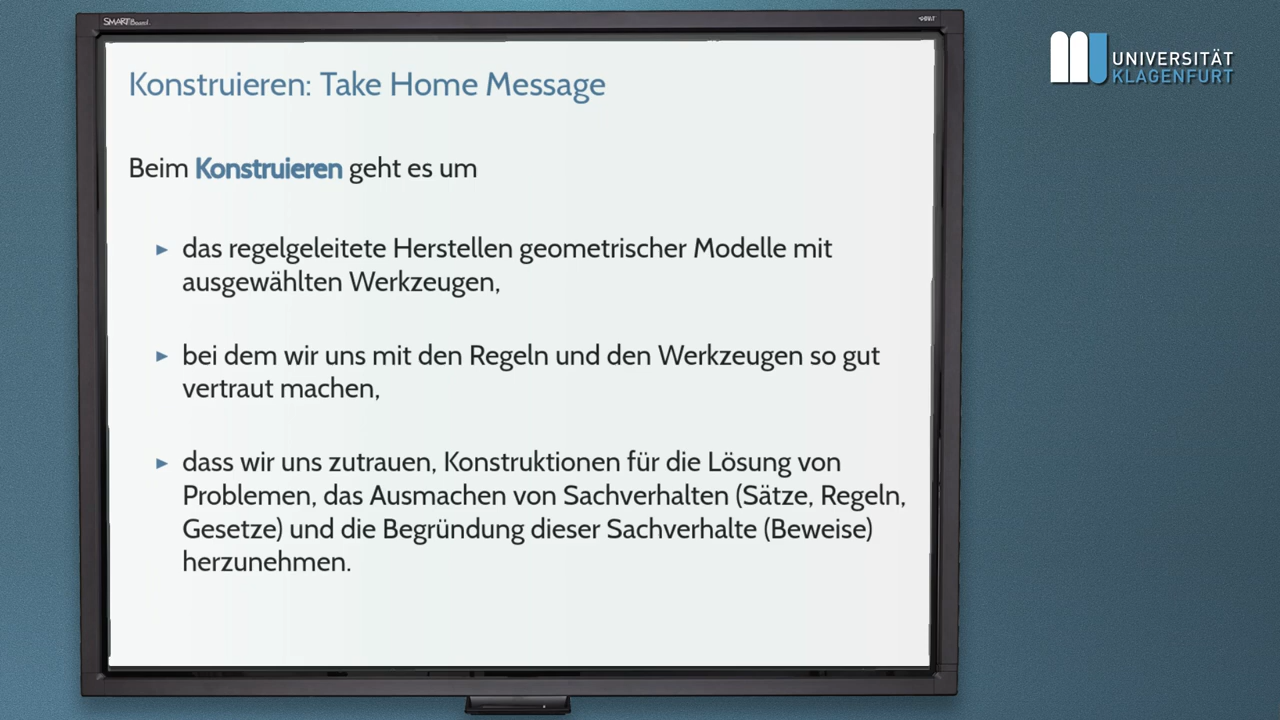 SMART Board
UNIVERSITÄT
KLAGENFURT
Konstruieren: Take Home Message
Beim Konstruieren geht es um
► das regelgeleitete Herstellen geometrischer Modelle mit
ausgewählten Werkzeugen,
► bei dem wir uns mit den Regeln und den Werkzeugen so gut
vertraut machen,
► dass wir uns zutrauen, Konstruktionen für die Lösung von
Problemen, das Ausmachen von Sachverhalten (Sätze, Regeln,
Gesetze) und die Begründung dieser Sachverhalte (Beweise)
herzunehmen.